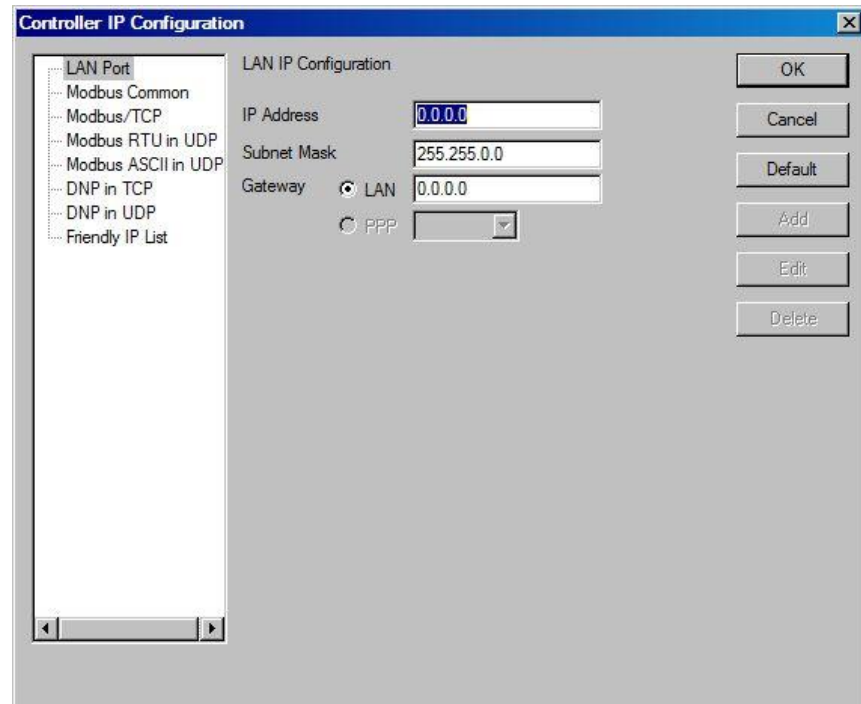 Controller IP Configuration
LAN Port
Modbus Common
Modbus/TCP
Modbus RTU in UDP
Modbus ASCII in UDP
DNP in TCP
DNP in UDP
Friendly IP List
LAN IP Configuration
IP Address 0.0.0.0
Subnet Mask 255.255.0.0
Gateway LAN 0.0.0.0
PPP
OK
Cancel
Default
Add
Edit
Delete